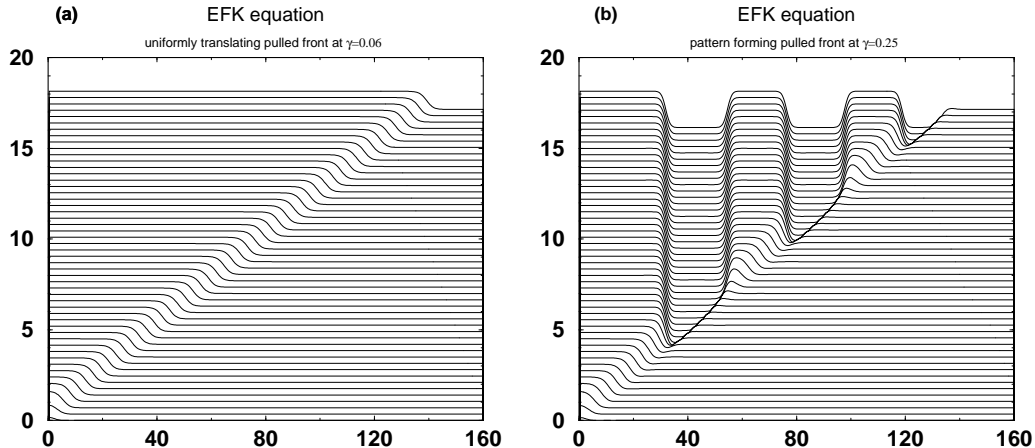 (a) EFK equation
uniformly translating pulled front at γ=0.06
20
15
10
5
0
0 40 80 120 160
(b) EFK equation
pattern forming pulled front at γ=0.25
20
15
10
5
0
0 40 80 120 160